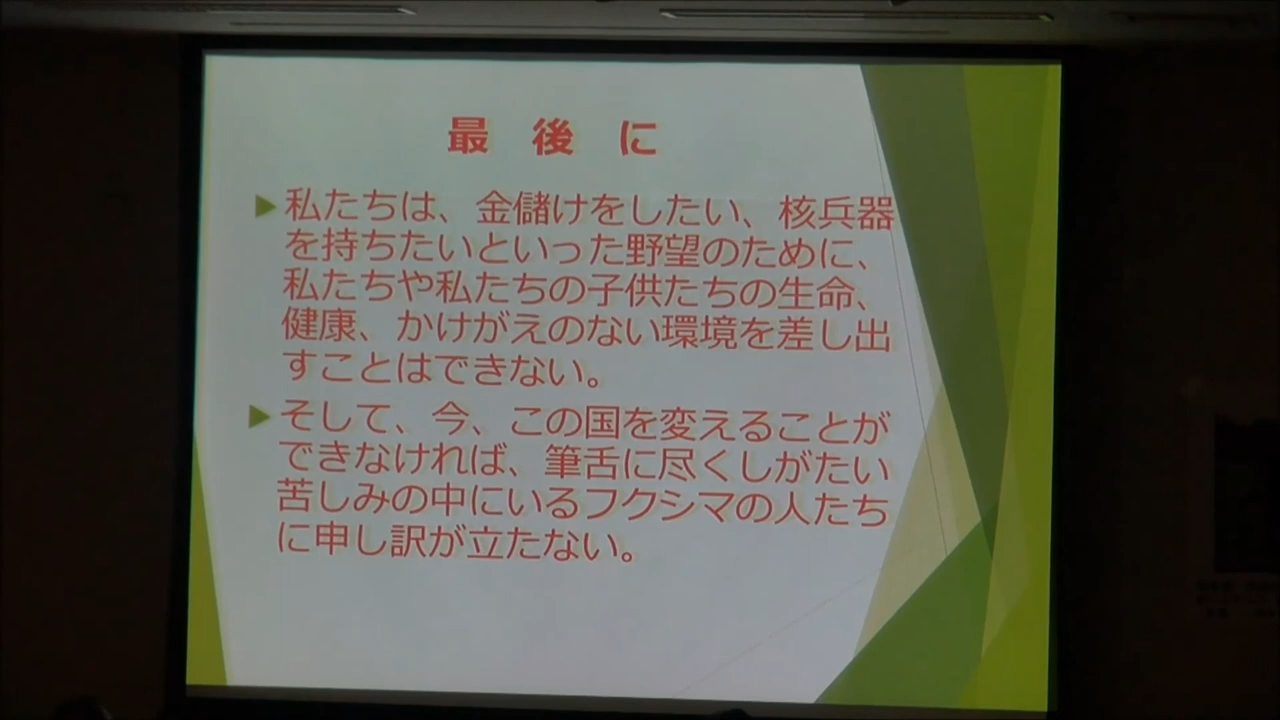 最 後 に
私たちは、金儲けをしたい、核兵器
を持ちたいといった野望のために、
私たちや私たちの子供たちの生命、
健康、かけがえのない環境を差し出
すことはできない。
そして、今、この国を変えることが
できなければ、筆舌に尽くしがたい
苦しみの中にいるフクシマの人たち
に申し訳が立たない。